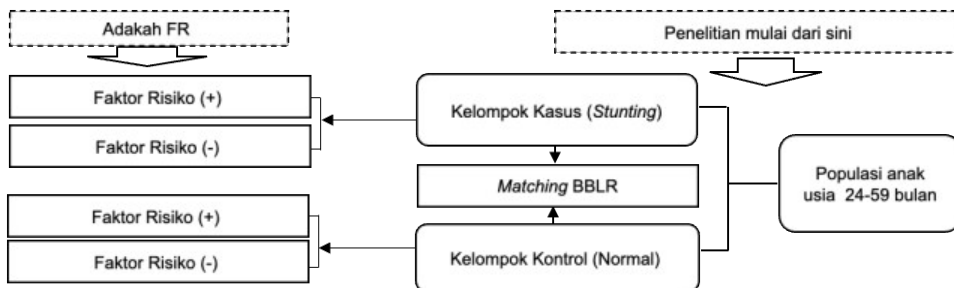 Adakah FR
Penelitian mulai dari sini
Faktor Risiko (+)
Faktor Risiko (-)
Kelompok Kasus (Stunting)
Matching BBLR
Populasi anak
usia 24-59 bulan
Faktor Risiko (+)
Faktor Risiko (-)
Kelompok Kontrol (Normal)